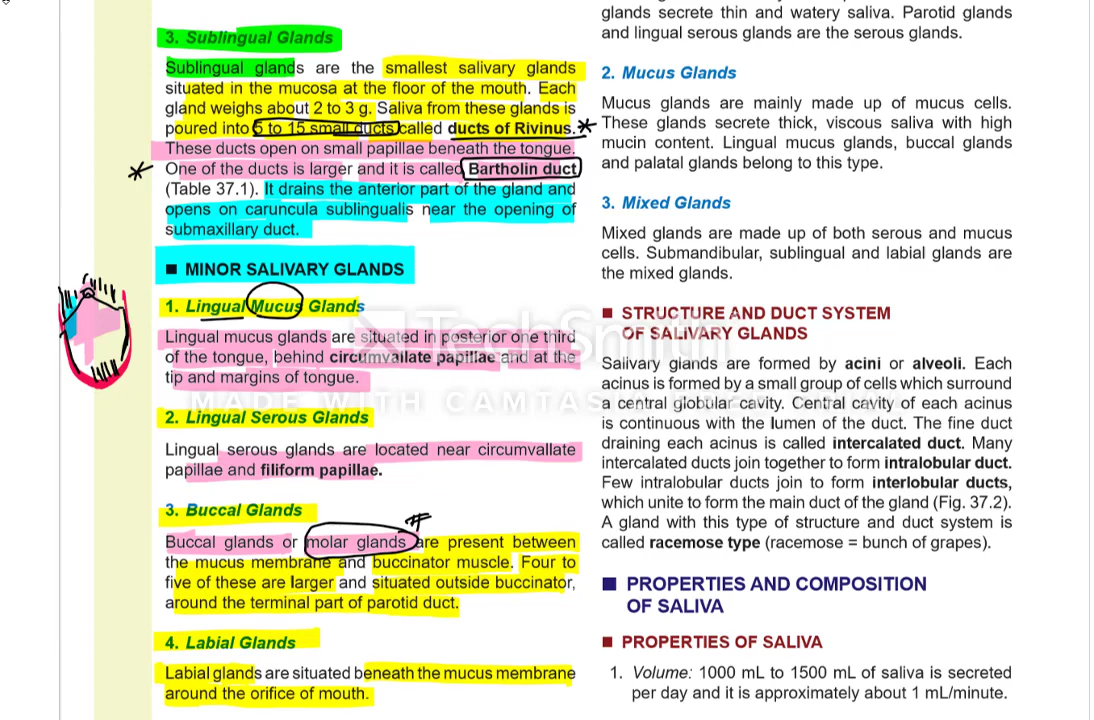 3. Sublingual Glands
Sublingual glands are the smallest salivary glands
situated in the mucosa at the floor of the mouth. Each
gland weighs about 2 to 3 g. Saliva from these glands is
poured into 5 to 15 small ducts called ducts of Rivinus.
These ducts open on small papillae beneath the tongue.
One of the ducts is larger and it is called Bartholin duct
(Table 37.1). It drains the anterior part of the gland and
opens on caruncula sublingualis near the opening of
submaxillary duct.
■ MINOR SALIVARY GLANDS
1. Lingual Mucus Glands
Lingual mucus glands are situated in posterior one third
of the tongue, behind circumvallate papillae and at the
tip and margins of tongue.
2. Lingual Serous Glands
Lingual serous glands are located near circumvallate
papillae and filiform papillae.
3. Buccal Glands
Buccal glands or molar glands are present between
the mucus membrane and buccinator muscle. Four to
five of these are larger and situated outside buccinator,
around the terminal part of parotid duct.
4. Labial Glands
Labial glands are situated beneath the mucus membrane
around the orifice of mouth.
glands secrete thin and watery saliva. Parotid glands
and lingual serous glands are the serous glands.
2. Mucus Glands
Mucus glands are mainly made up of mucus cells.
These glands secrete thick, viscous saliva with high
mucin content. Lingual mucus glands, buccal glands
and palatal glands belong to this type.
3. Mixed Glands
Mixed glands are made up of both serous and mucus
cells. Submandibular, sublingual and labial glands are
the mixed glands.
■ STRUCTURE AND DUCT SYSTEM
OF SALIVARY GLANDS
Salivary glands are formed by acini or alveoli. Each
acinus is formed by a small group of cells which surround
a central globular cavity. Central cavity of each acinus
is continuous with the lumen of the duct. The fine duct
draining each acinus is called intercalated duct. Many
intercalated ducts join together to form intralobular duct.
Few intralobular ducts join to form interlobular ducts,
which unite to form the main duct of the gland (Fig. 37.2).
A gland with this type of structure and duct system is
called racemose type (racemose = bunch of grapes).
■ PROPERTIES AND COMPOSITION
OF SALIVA
■ PROPERTIES OF SALIVA
1. Volume: 1000 mL to 1500 mL of saliva is secreted
per day and it is approximately about 1 mL/minute.
TechSmith
MADE WITH CAMTASIA FREE TRIAL